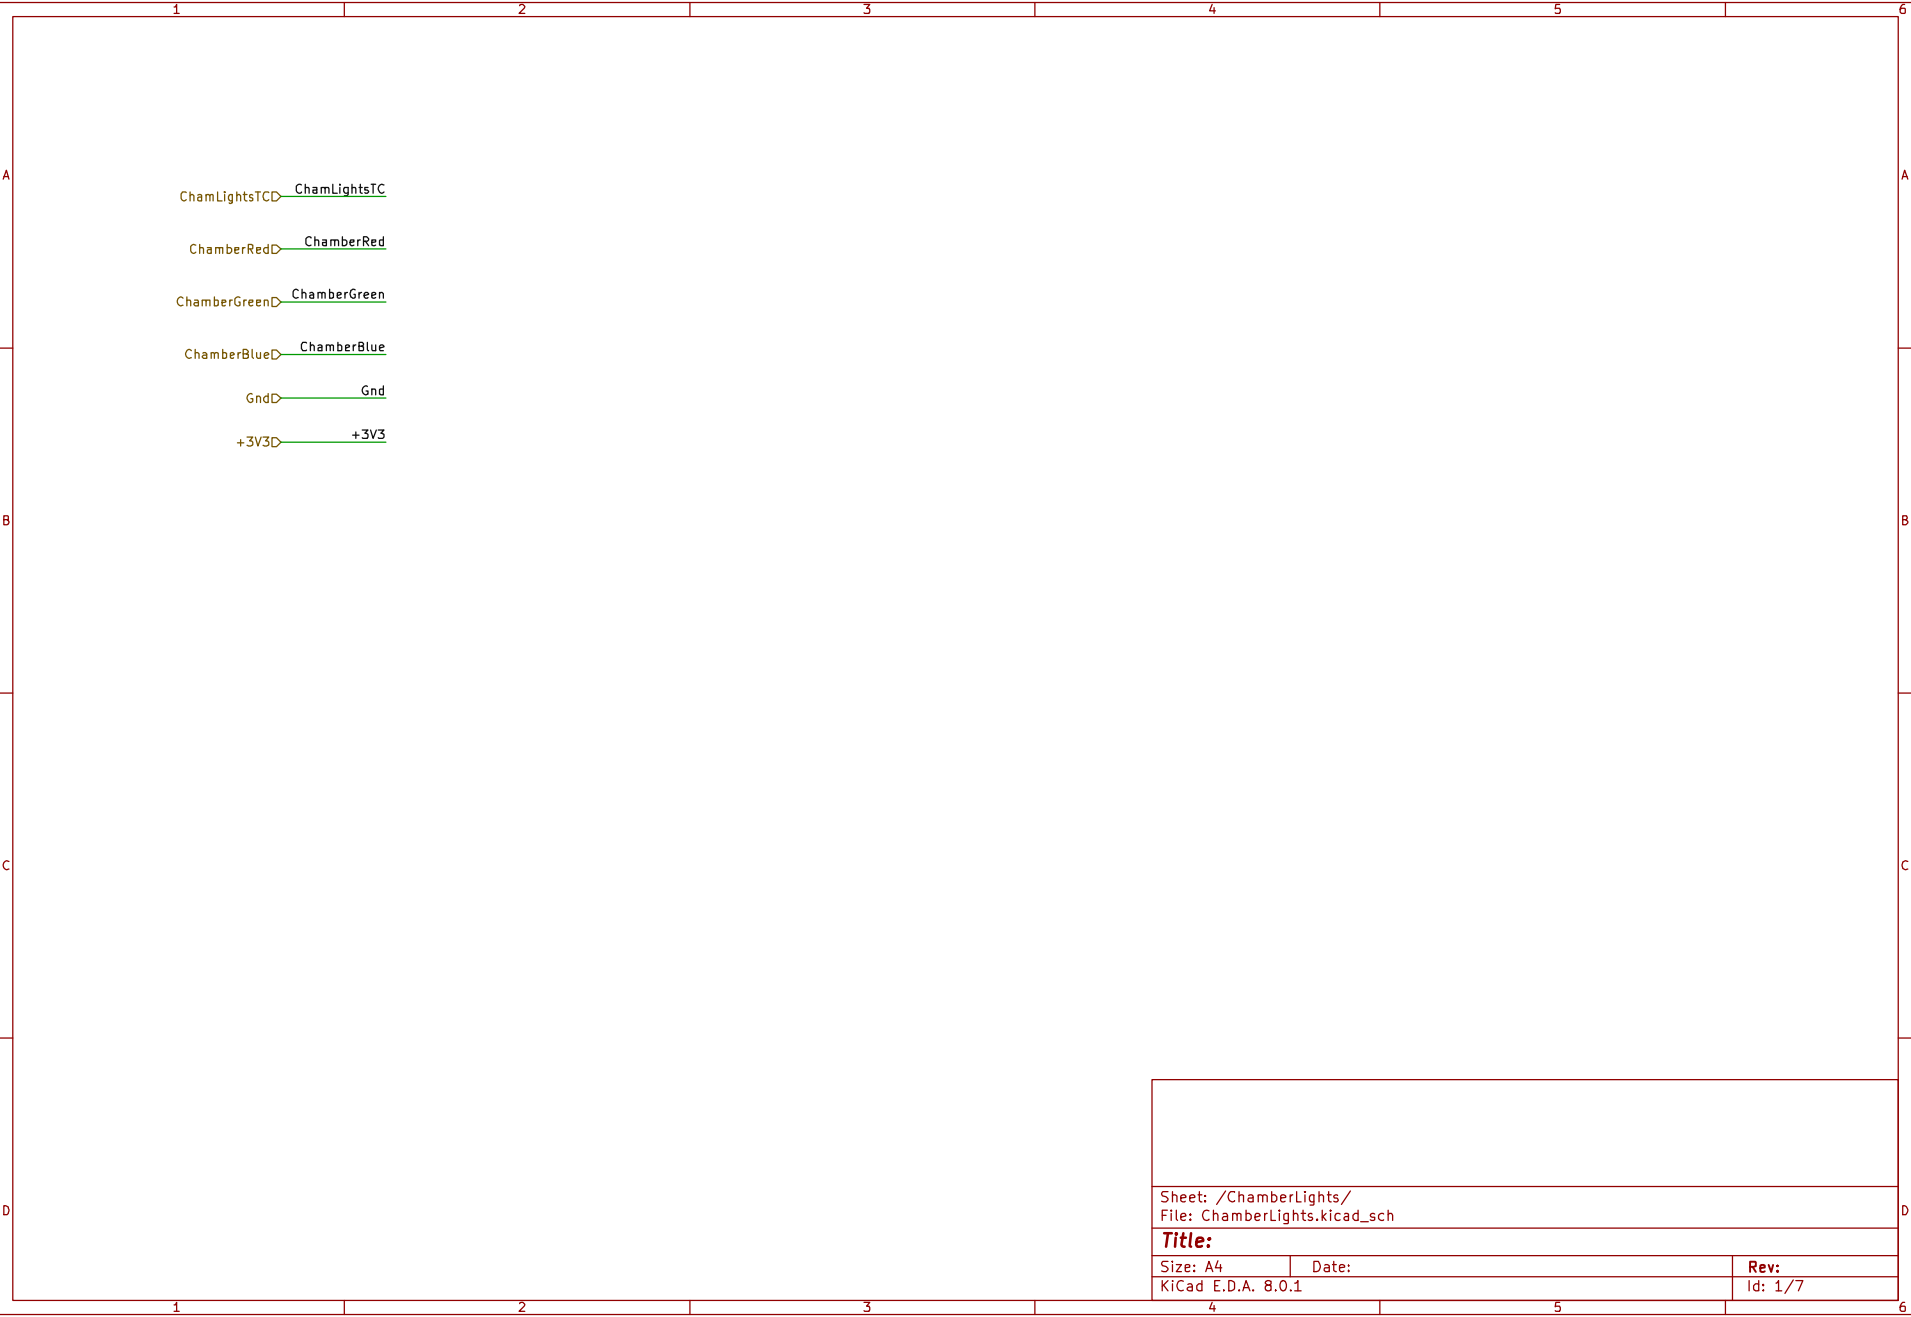 1 2 3 4 5 6
A A
ChamLightsTC ChamLightsTC
ChamberRed ChamberRed
ChamberGreen ChamberGreen
ChamberBlue ChamberBlue
Gnd Gnd
+3V3 +3V3
B B
C C
Sheet: /ChamberLights/
D D
File: ChamberLights.kicad_sch
Title:
Size: A4 Date: Rev:
KiCad E.D.A. 8.0.1 Id: 1/7
1 2 3 4 5 6